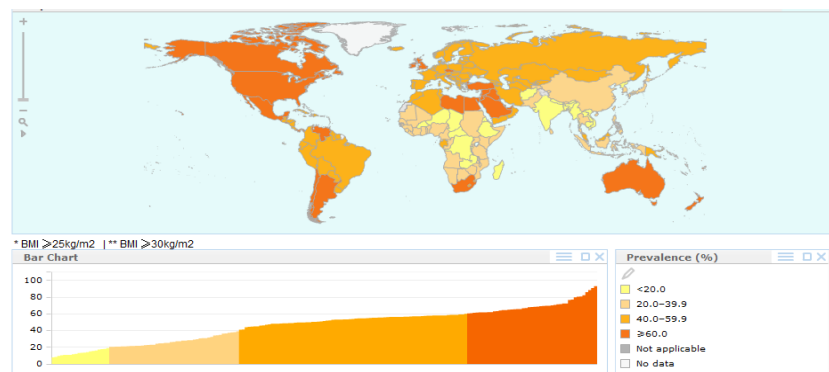 * BMI ⩾25kg/m2 | ** BMI ⩾30kg/m2
Bar Chart
100
80
60
40
20
0
Prevalence (%)
<20.0
20.0–39.9
40.0–59.9
⩾60.0
Not applicable
No data